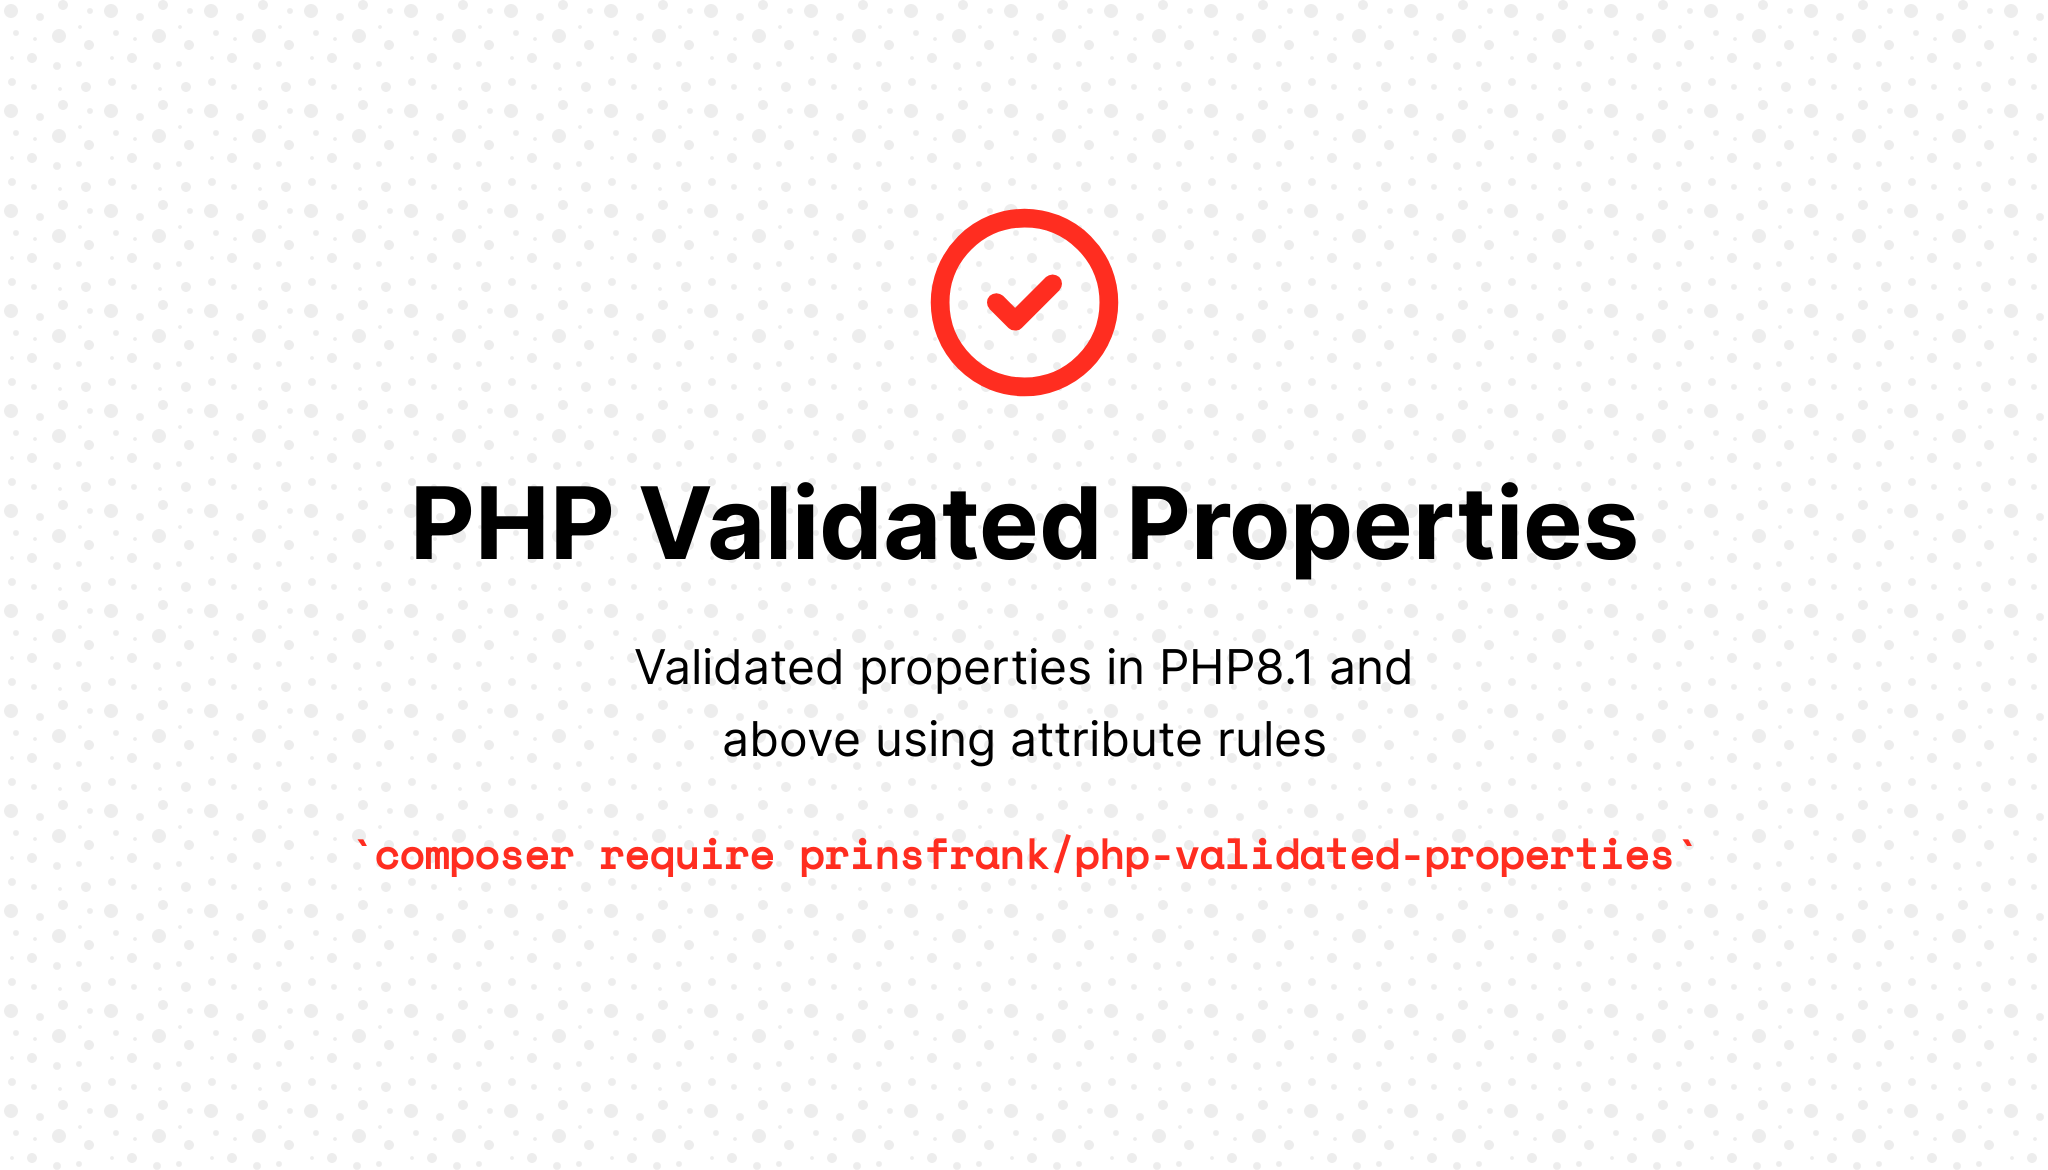 PHP Validated Properties
Validated properties in PHP8.1 and
above using attribute rules
`composer require prinsfrank/php-validated-properties`